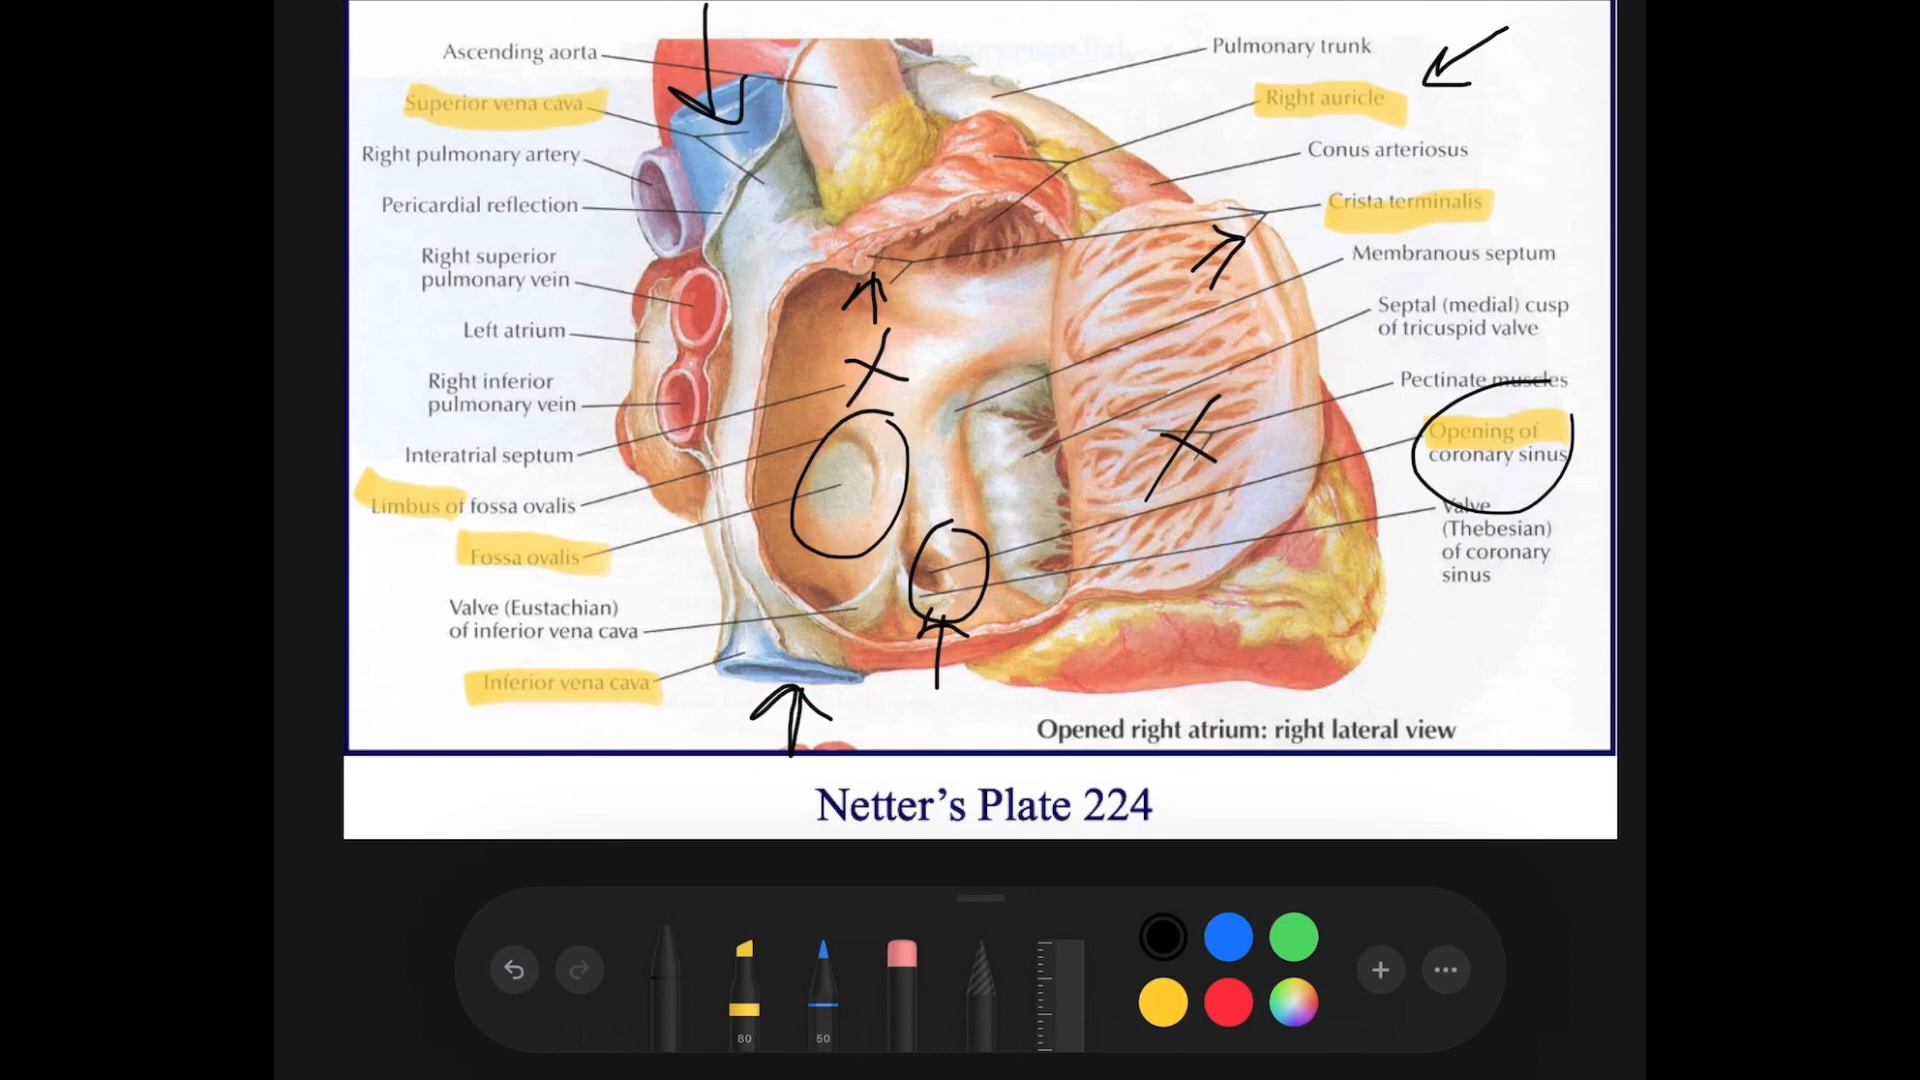 Ascending aorta
Superior vena cava
Right pulmonary artery
Pericardial reflection
Right superior
pulmonary vein
Left atrium
Right inferior
pulmonary vein
Interatrial septum
Limbus of fossa ovalis
Fossa ovalis
Valve (Eustachian)
of inferior vena cava
Inferior vena cava
Pulmonary trunk
Right auricle
Conus arteriosus
Crista terminalis
Membranous septum
Septal (medial) cusp
of tricuspid valve
Pectinate muscles
Opening of
coronary sinus
Valve
(Thebesian)
of coronary
sinus
Opened right atrium: right lateral view
Netter's Plate 224
80
50